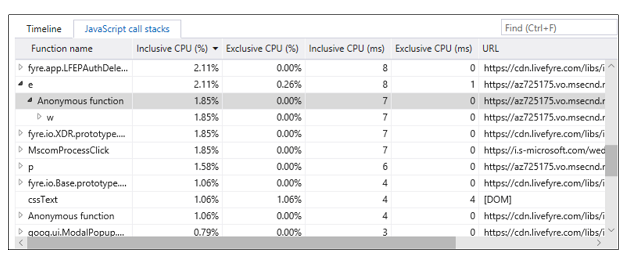 Timeline JavaScript call stacks Find (Ctrl+F)
Function name Inclusive CPU (%) Exclusive CPU (%) Inclusive CPU (ms) Exclusive CPU (ms) URL
fyre.app.LFEPAuthDele... 2.11% 0.00% 8 0 https://cdn.livefyre.com/libs/i
e 2.11% 0.26% 8 1 https://az725175.vo.msecnd.r
Anonymous function 1.85% 0.00% 7 0 https://az725175.vo.msecnd.r
w 1.85% 0.00% 7 0 https://az725175.vo.msecnd.r
fyre.io.XDR.prototype.... 1.85% 0.00% 7 0 https://cdn.livefyre.com/libs/i
MscomProcessClick 1.85% 0.00% 7 0 https://i.s-microsoft.com/wed
p 1.58% 0.00% 6 0 https://az725175.vo.msecnd.r
fyre.io.Base.prototype.... 1.06% 0.00% 4 0 https://cdn.livefyre.com/libs/i
cssText 1.06% 1.06% 4 4 [DOM]
Anonymous function 1.06% 0.00% 4 0 https://cdn.livefyre.com/libs/i
goog.ui.ModalPopup.... 0.79% 0.00% 3 0 https://cdn.livefyre.com/libs/i